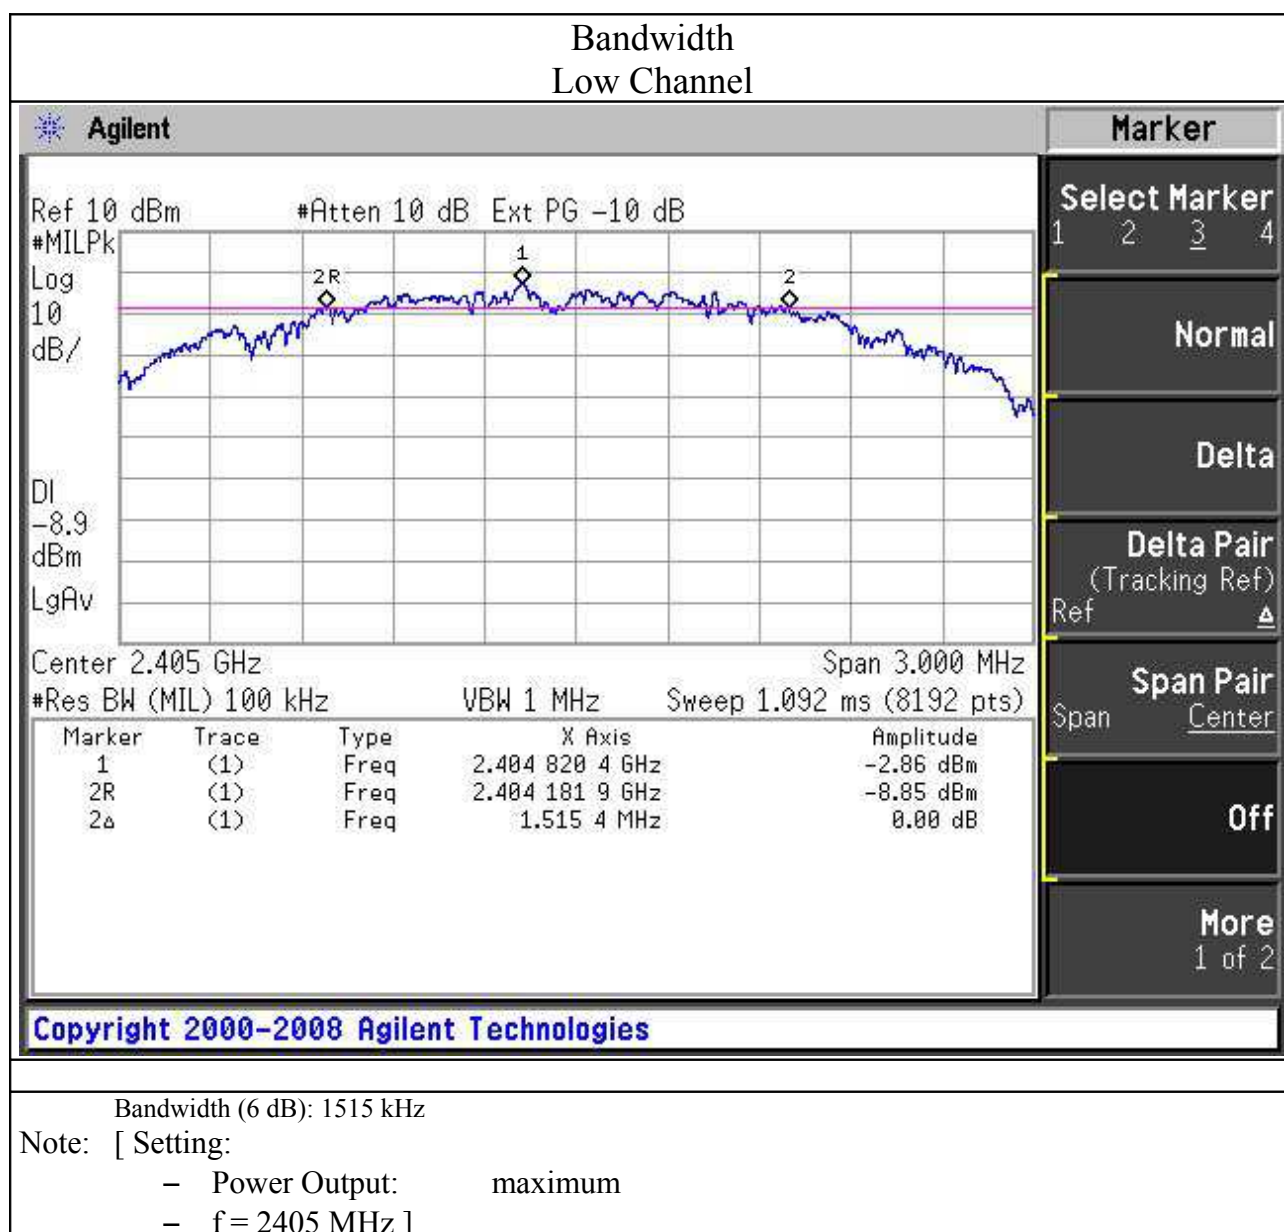 Bandwidth
Low Channel
Agilent
Marker
Ref 10 dBm #Atten 10 dB Ext PG -10 dB
#MILPk
Log
10
dB/
DI
-8.9
dBm
LgAv
2R
1
2
Center 2.405 GHz Span 3.000 MHz
#Res BW (MIL) 100 kHz VBW 1 MHz Sweep 1.092 ms (8192 pts)
Marker Trace Type X Axis Amplitude
1 (1) Freq 2.404 820 4 GHz -2.86 dBm
2R (1) Freq 2.404 181 9 GHz -8.85 dBm
2Δ (1) Freq 1.515 4 MHz 0.00 dB
Select Marker
1 2 3 4
Normal
Delta
Delta Pair
(Tracking Ref)
Ref Δ
Span Pair
Span Center
Off
More
1 of 2
Copyright 2000-2008 Agilent Technologies
Bandwidth (6 dB): 1515 kHz
Note: [ Setting:
– Power Output: maximum
– f = 2405 MHz ]